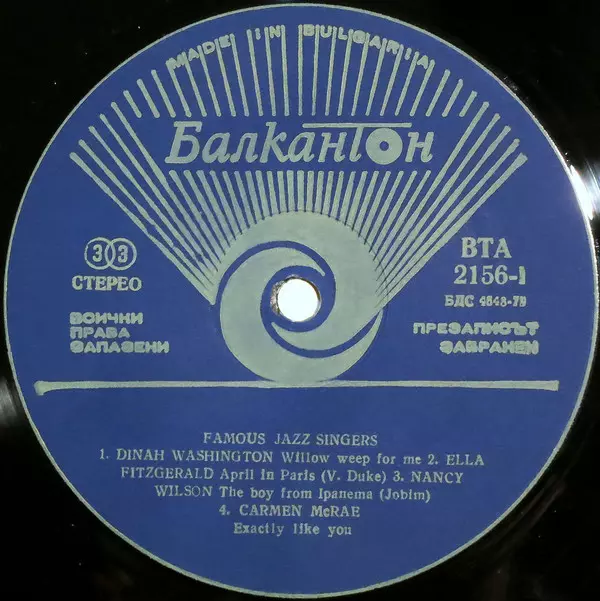 MADE IN BULGARIA
Балкантон
33
СТЕРЕО
ВТА
2156-I
БДС 4848-79
ВСИЧКИ
ПРАВА
ЗАПАЗЕНИ
ПРЕЗАПИСЪТ
ЗАБРАНЕН
FAMOUS JAZZ SINGERS
1. DINAH WASHINGTON Willow weep for me 2. ELLA
FITZGERALD April in Paris (V. Duke) 3. NANCY
WILSON The boy from Ipanema (Jobim)
4. CARMEN McRAE
Exactly like you